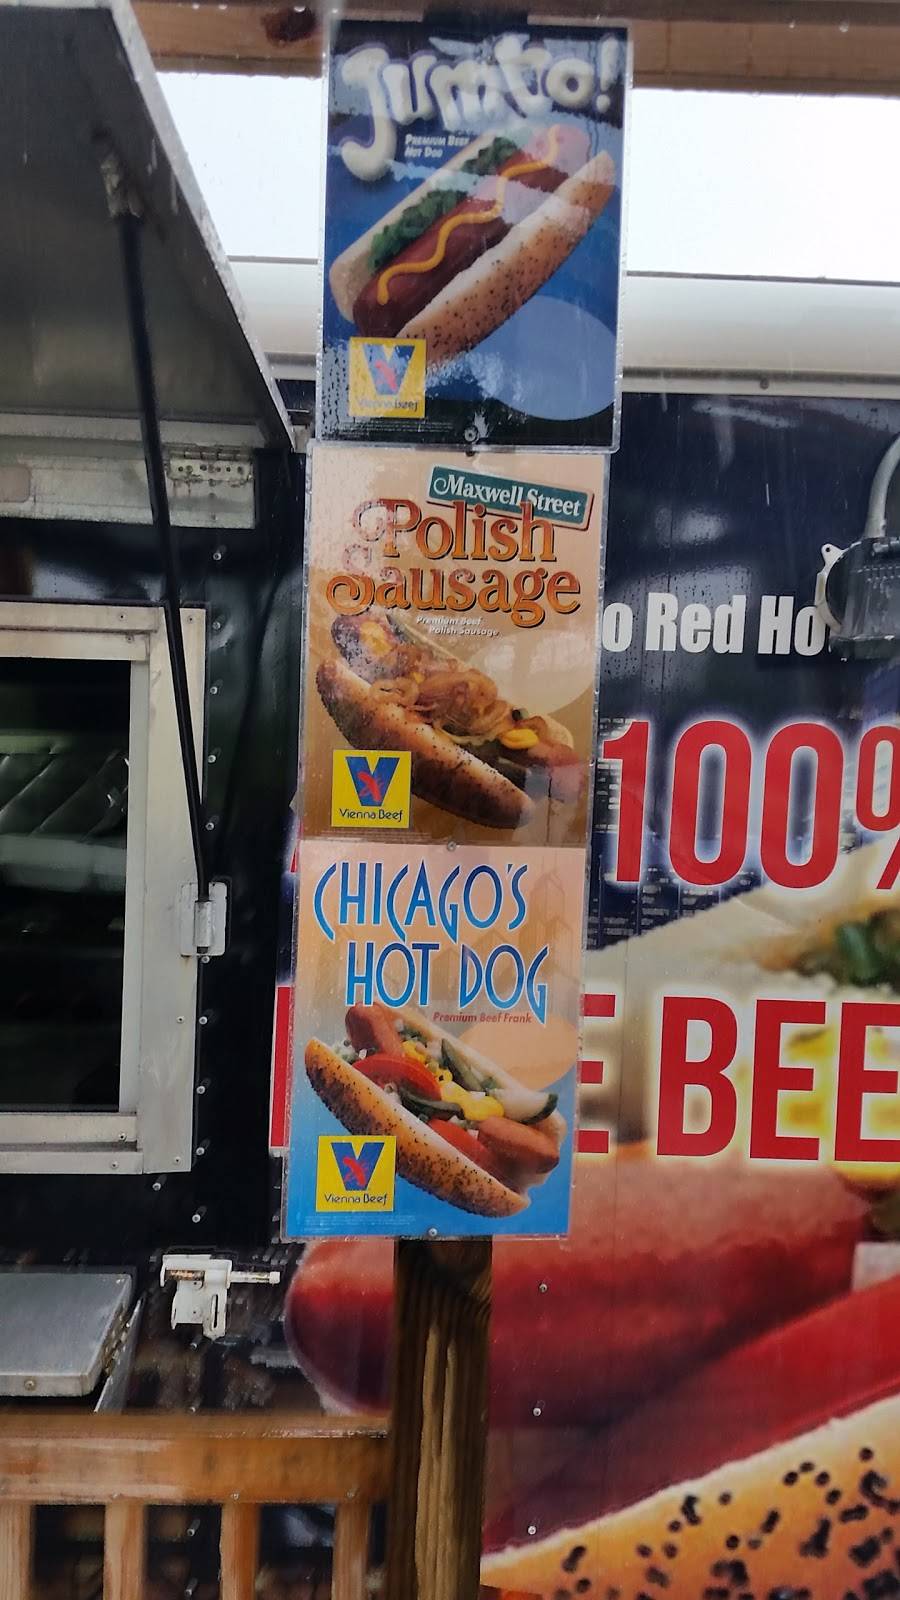 Jumbo!
PREMIUM BEEF
HOT DOG
Vienna Beef
Maxwell Street
Polish
Sausage
Premium Beef
Polish Sausage
Vienna Beef
CHICAGO'S
HOT DOG
Premium Beef Frank
Vienna Beef
o Red Ho
100%
E BEE